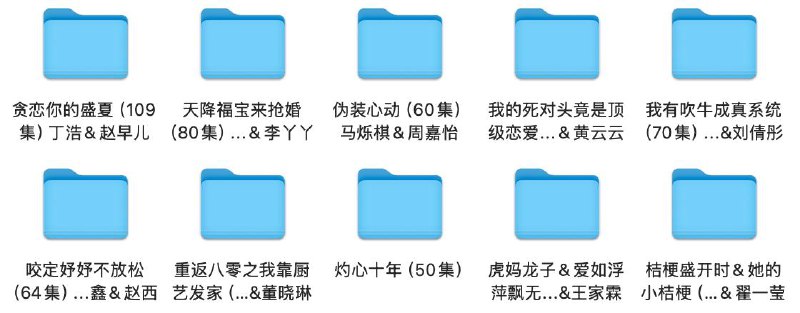 贪恋你的盛夏（109
集）丁浩＆赵早儿
天降福宝来抢婚
（80集）...＆李丫丫
伪装心动（60集）
马烁棋＆周嘉怡
我的死对头竟是顶
级恋爱...＆黄云云
我有吹牛成真系统
（70集）...&刘倩彤
咬定妤妤不放松
（64集）...鑫＆赵西
重返八零之我靠厨
艺发家（...&董晓琳
灼心十年（50集）
虎妈龙子＆爱如浮
萍飘无...&王家霖
桔梗盛开时＆她的
小桔梗（...＆翟一莹